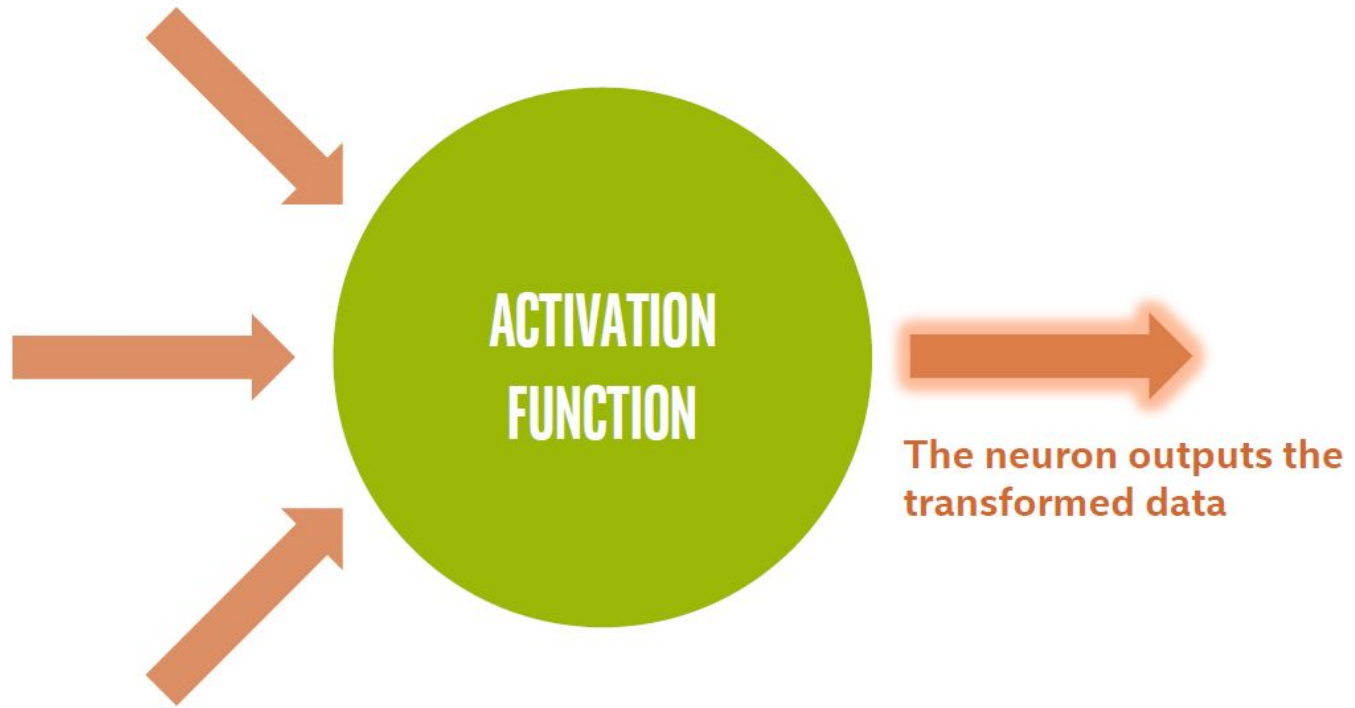 ACTIVATION
FUNCTION
The neuron outputs the
transformed data